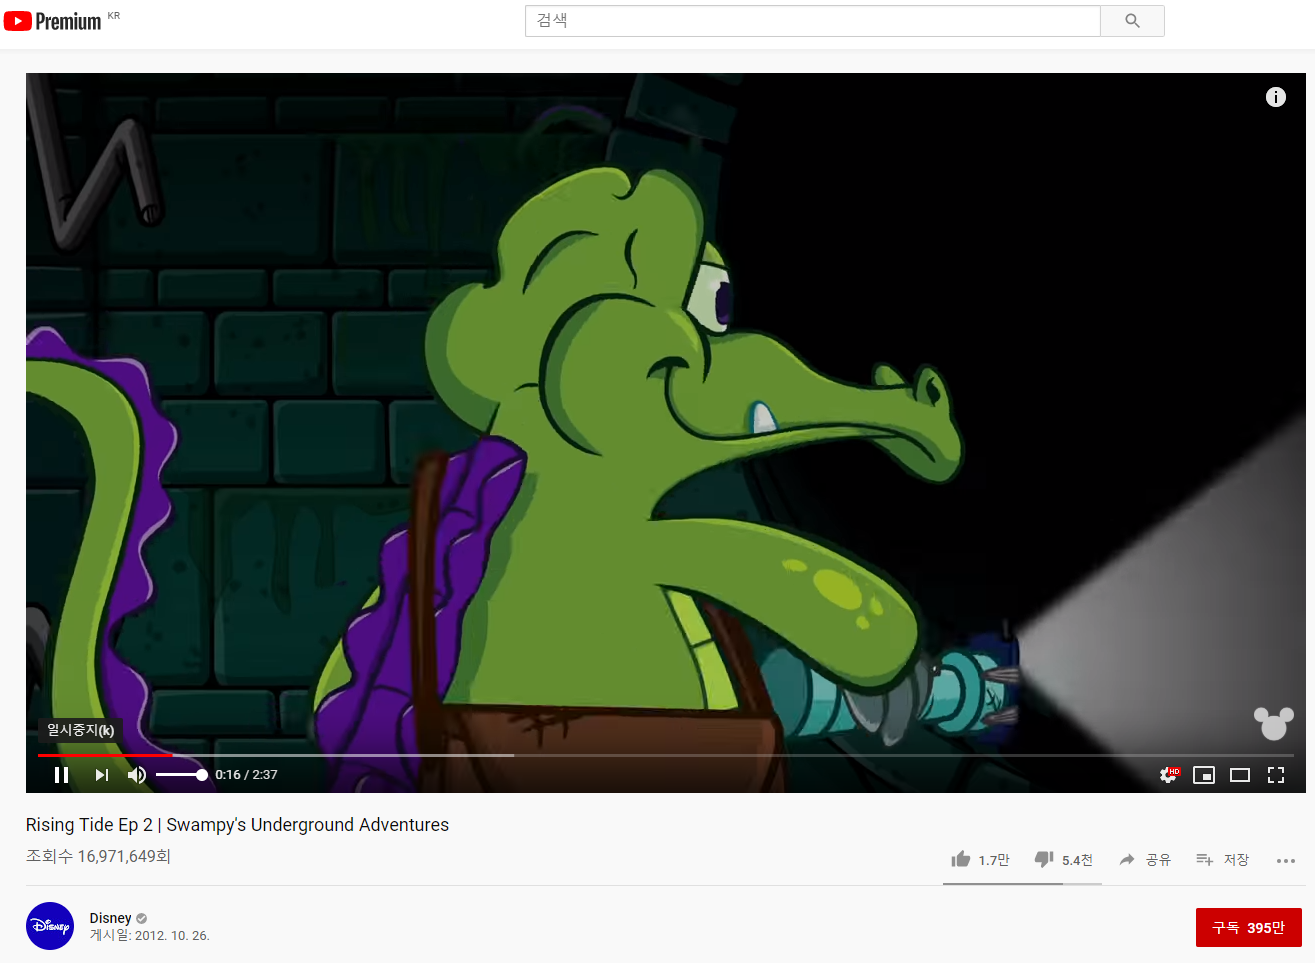 Premium KR
검색
일시중지(k)
0:16 / 2:37
HD
Rising Tide Ep 2 | Swampy's Underground Adventures
조회수 16,971,649회
1.7만 5.4천 공유 저장
Disney
Disney
게시일: 2012. 10. 26.
구독 395만